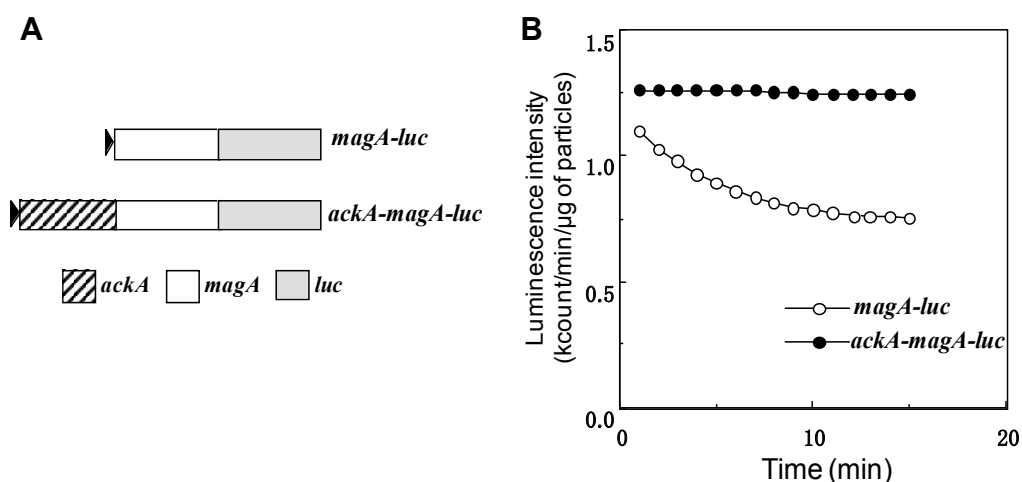 A
magA-luc
ackA-magA-luc
ackA magA luc
B
Luminescence intensity
(kcount/min/µg of particles)
1.5
1.0
0.5
0.0
magA-luc
ackA-magA-luc
0 10 20
Time (min)